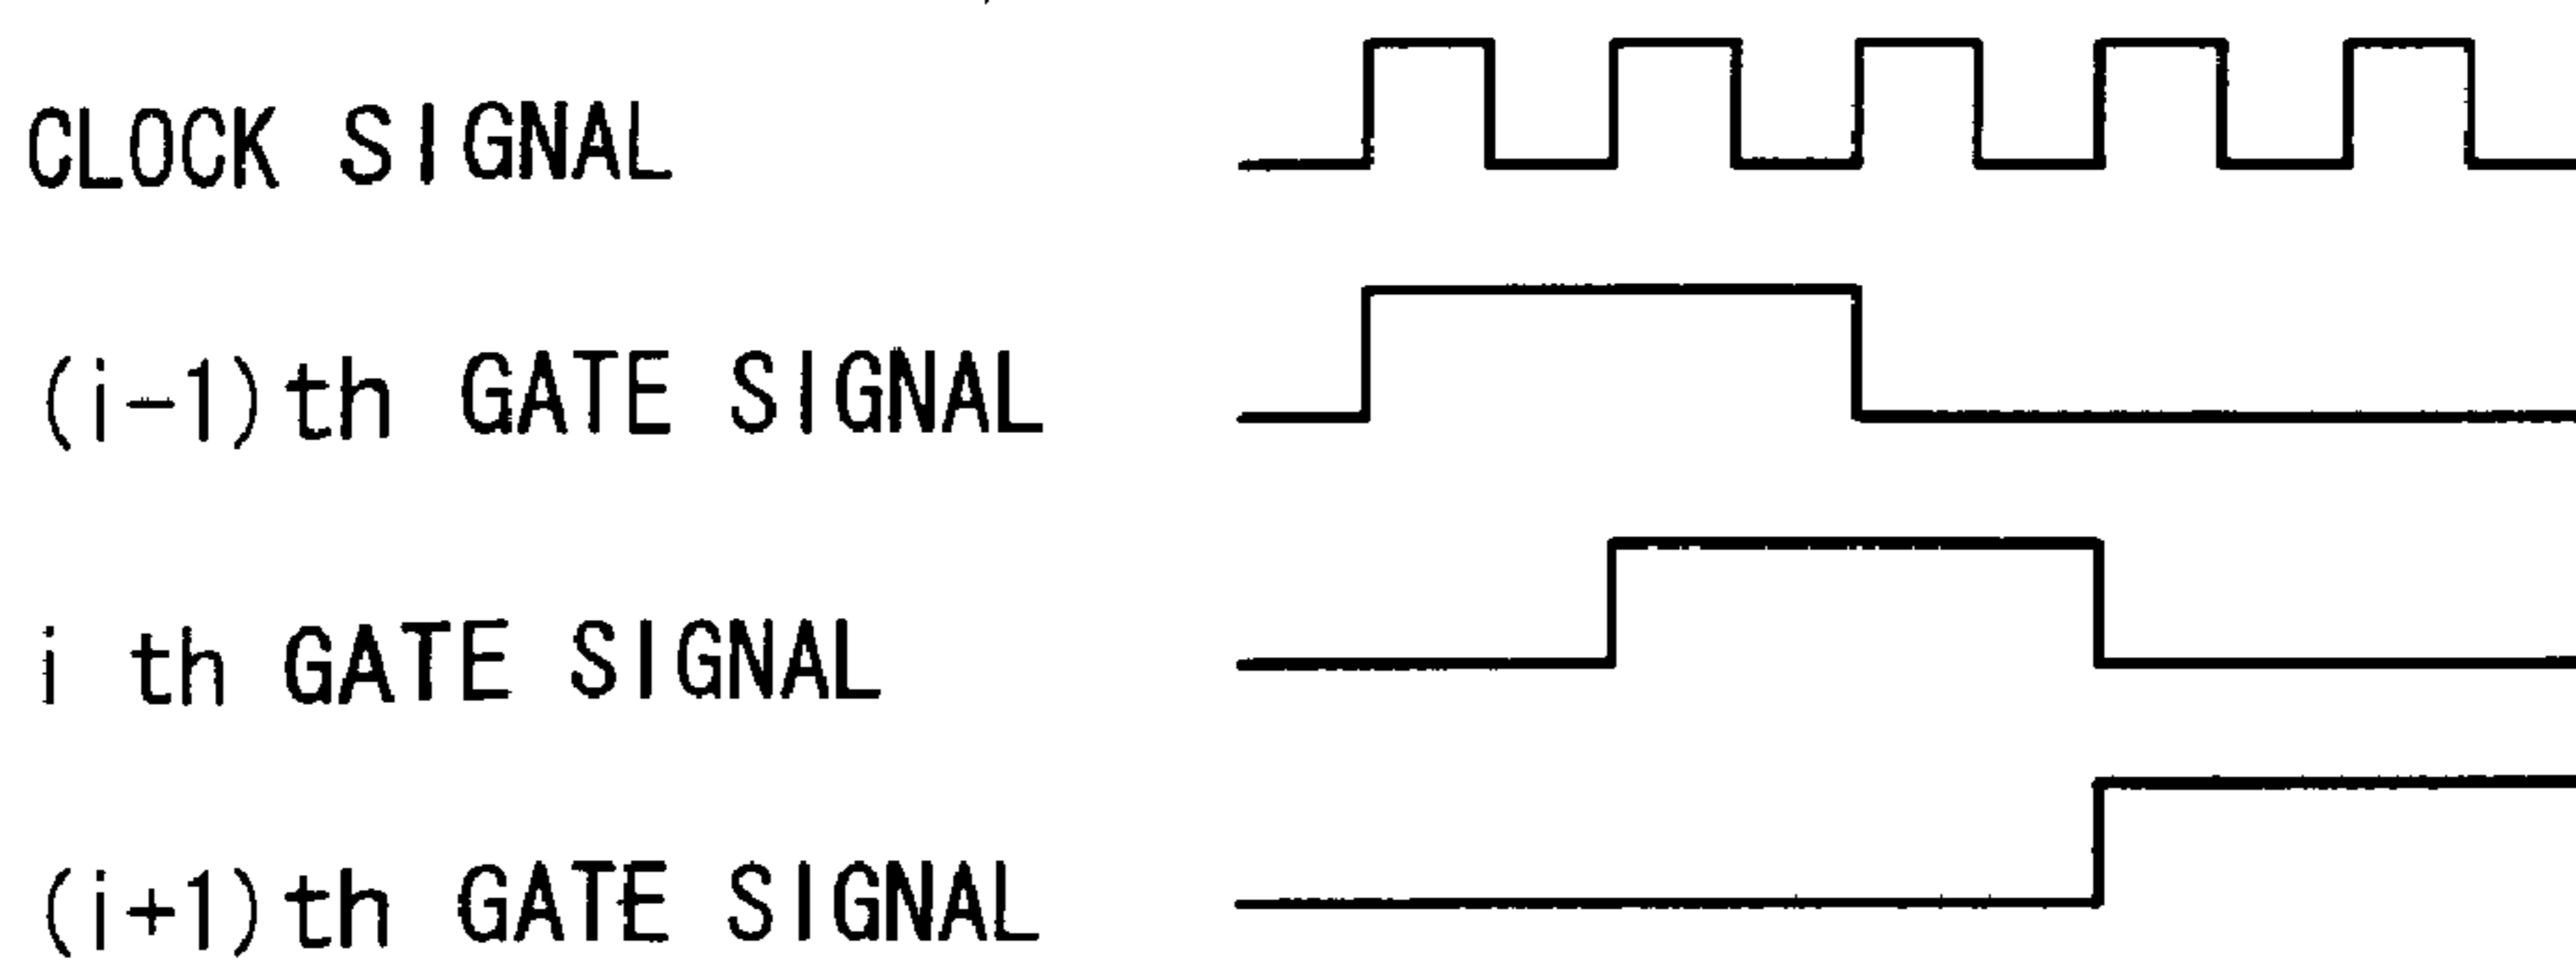 CLOCK SIGNAL
(i-1)th GATE SIGNAL
i th GATE SIGNAL
(i+1)th GATE SIGNAL